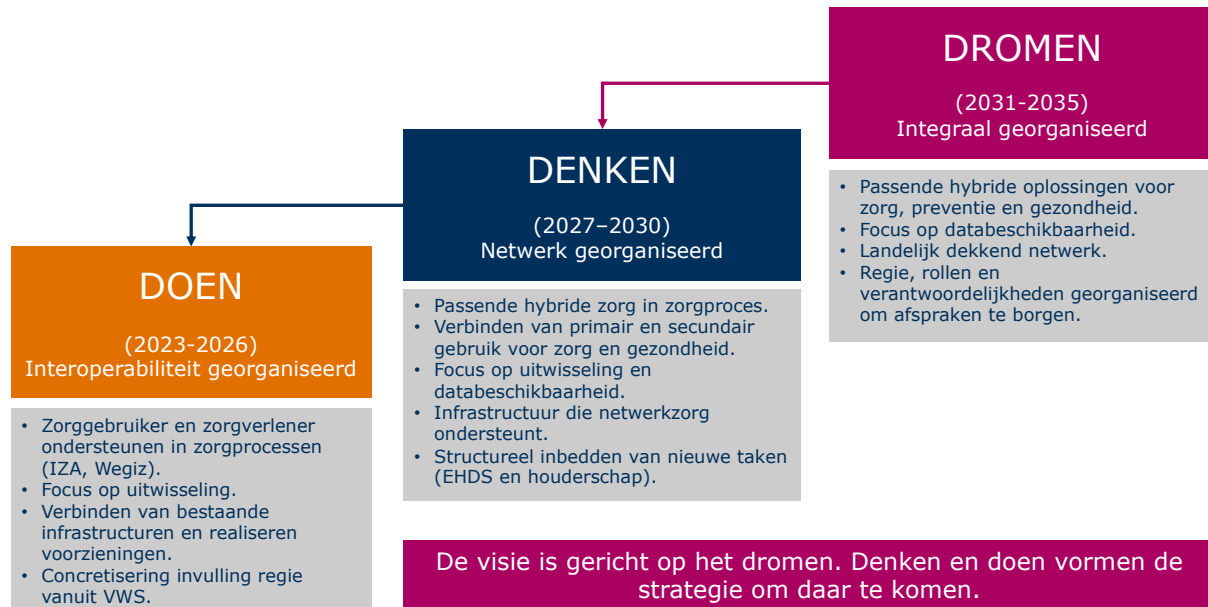 DROMEN
(2031-2035)
Integraal georganiseerd
• Passende hybride oplossingen voor
zorg, preventie en gezondheid.
• Focus op databeschikbaarheid.
• Landelijk dekkend netwerk.
• Regie, rollen en
verantwoordelijkheden georganiseerd
om afspraken te borgen.
DENKEN
(2027–2030)
Netwerk georganiseerd
• Passende hybride zorg in zorgproces.
• Verbinden van primair en secundair
gebruik voor zorg en gezondheid.
• Focus op uitwisseling en
databeschikbaarheid.
• Infrastructuur die netwerkzorg
ondersteunt.
• Structureel inbedden van nieuwe taken
(EHDS en houderschap).
DOEN
(2023-2026)
Interoperabiliteit georganiseerd
• Zorggebruiker en zorgverlener
ondersteunen in zorgprocessen
(IZA, Wegiz).
• Focus op uitwisseling.
• Verbinden van bestaande
infrastructuren en realiseren
voorzieningen.
• Concretisering invulling regie
vanuit VWS.
De visie is gericht op het dromen. Denken en doen vormen de
strategie om daar te komen.